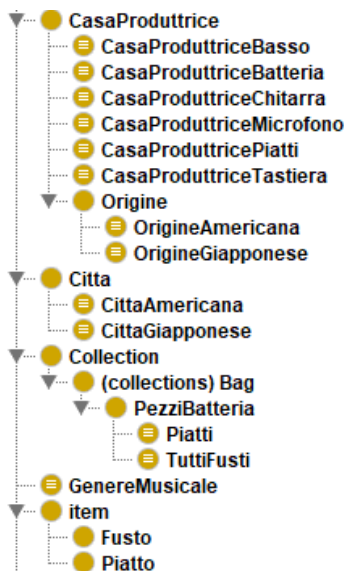 CasaProduttrice
CasaProduttriceBasso
CasaProduttriceBatteria
CasaProduttriceChitarra
CasaProduttriceMicrofono
CasaProduttricePiatti
CasaProduttriceTastiera
Origine
OrigineAmericana
OrigineGiapponese
Citta
CittaAmericana
CittaGiapponese
Collection
(collections) Bag
PezziBatteria
Piatti
TuttiFusti
GenereMusicale
item
Fusto
Piatto